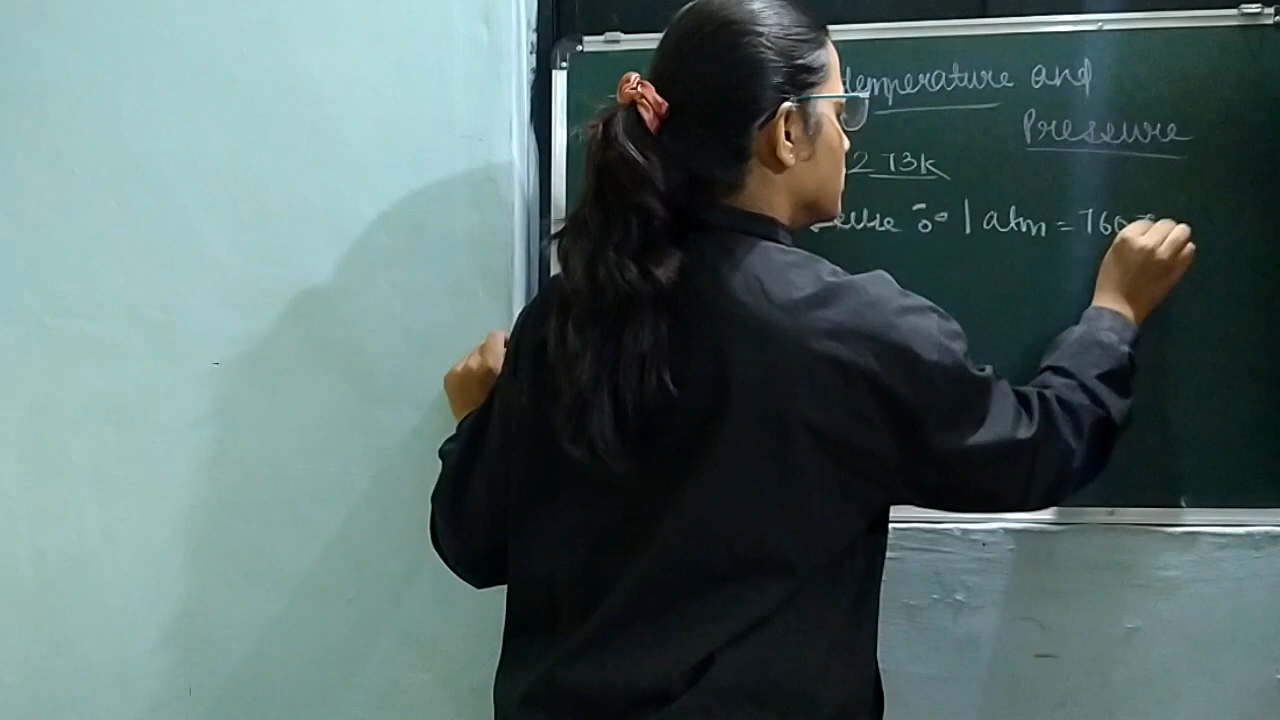 temperature and
Pressure
273K
1 atm = 760